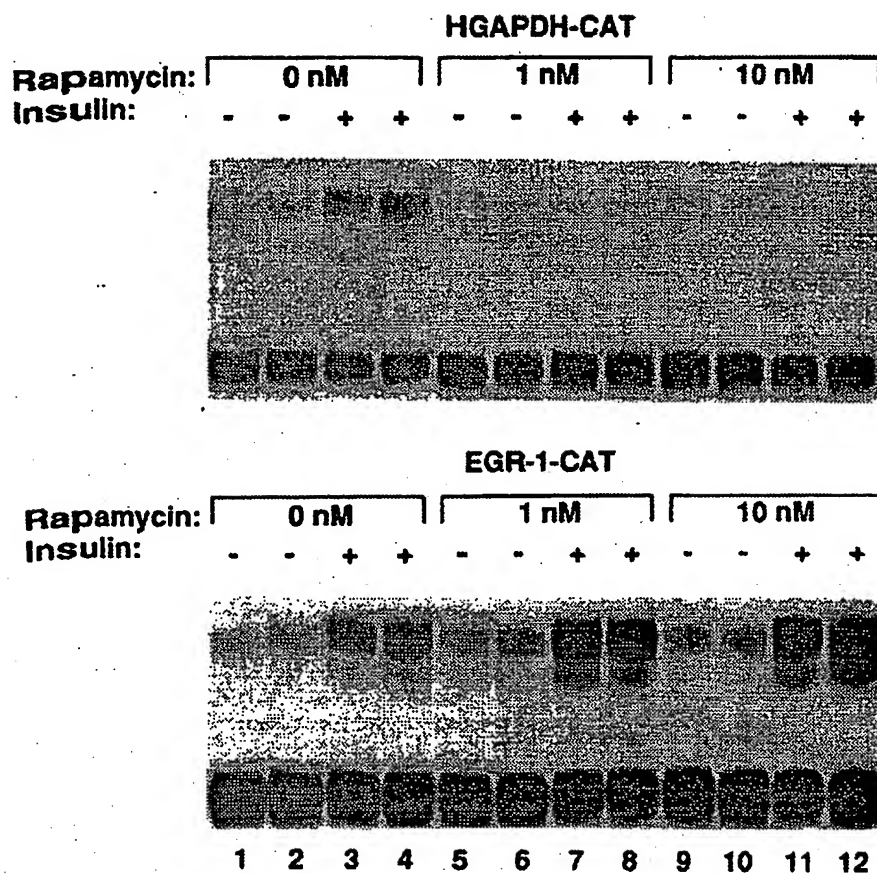 HGAPDH-CAT
Rapamycin: 0 nM 1 nM 10 nM
Insulin: - - + + - - + + - - + +
EGR-1-CAT
Rapamycin: 0 nM 1 nM 10 nM
Insulin: - - + + - - + + - - + +
1 2 3 4 5 6 7 8 9 10 11 12